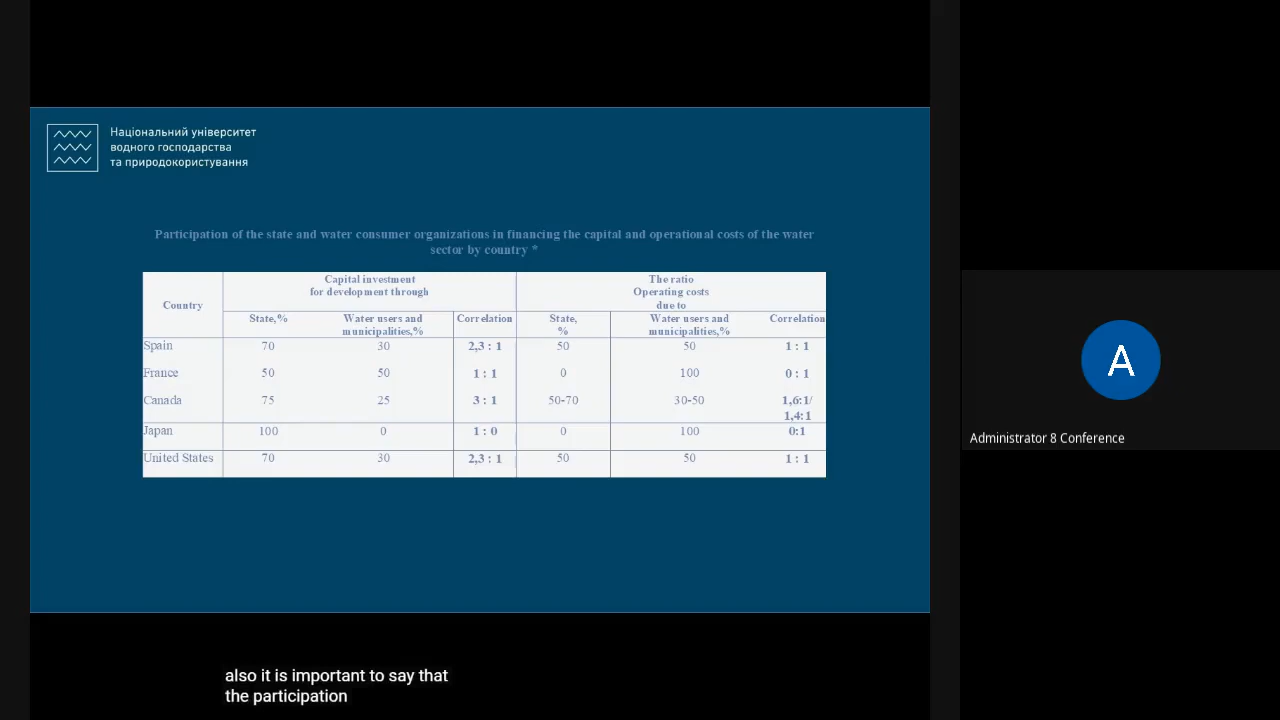 Національний університет
водного господарства
та природокористування
Participation of the state and water consumer organizations in financing the capital and operational costs of the water
sector by country *
Country
Capital investment
for development through
The ratio
Operating costs
due to
State,%
Water users and
municipalities,%
Correlation
State,
%
Water users and
municipalities,%
Correlation
Spain 70 30 2,3 : 1 50 50 1 : 1
France 50 50 1 : 1 0 100 0 : 1
Canada 75 25 3 : 1 50-70 30-50 1,6:1/
1,4:1
Japan 100 0 1 : 0 0 100 0:1
United States 70 30 2,3 : 1 50 50 1 : 1
A
Administrator 8 Conference
also it is important to say that
the participation